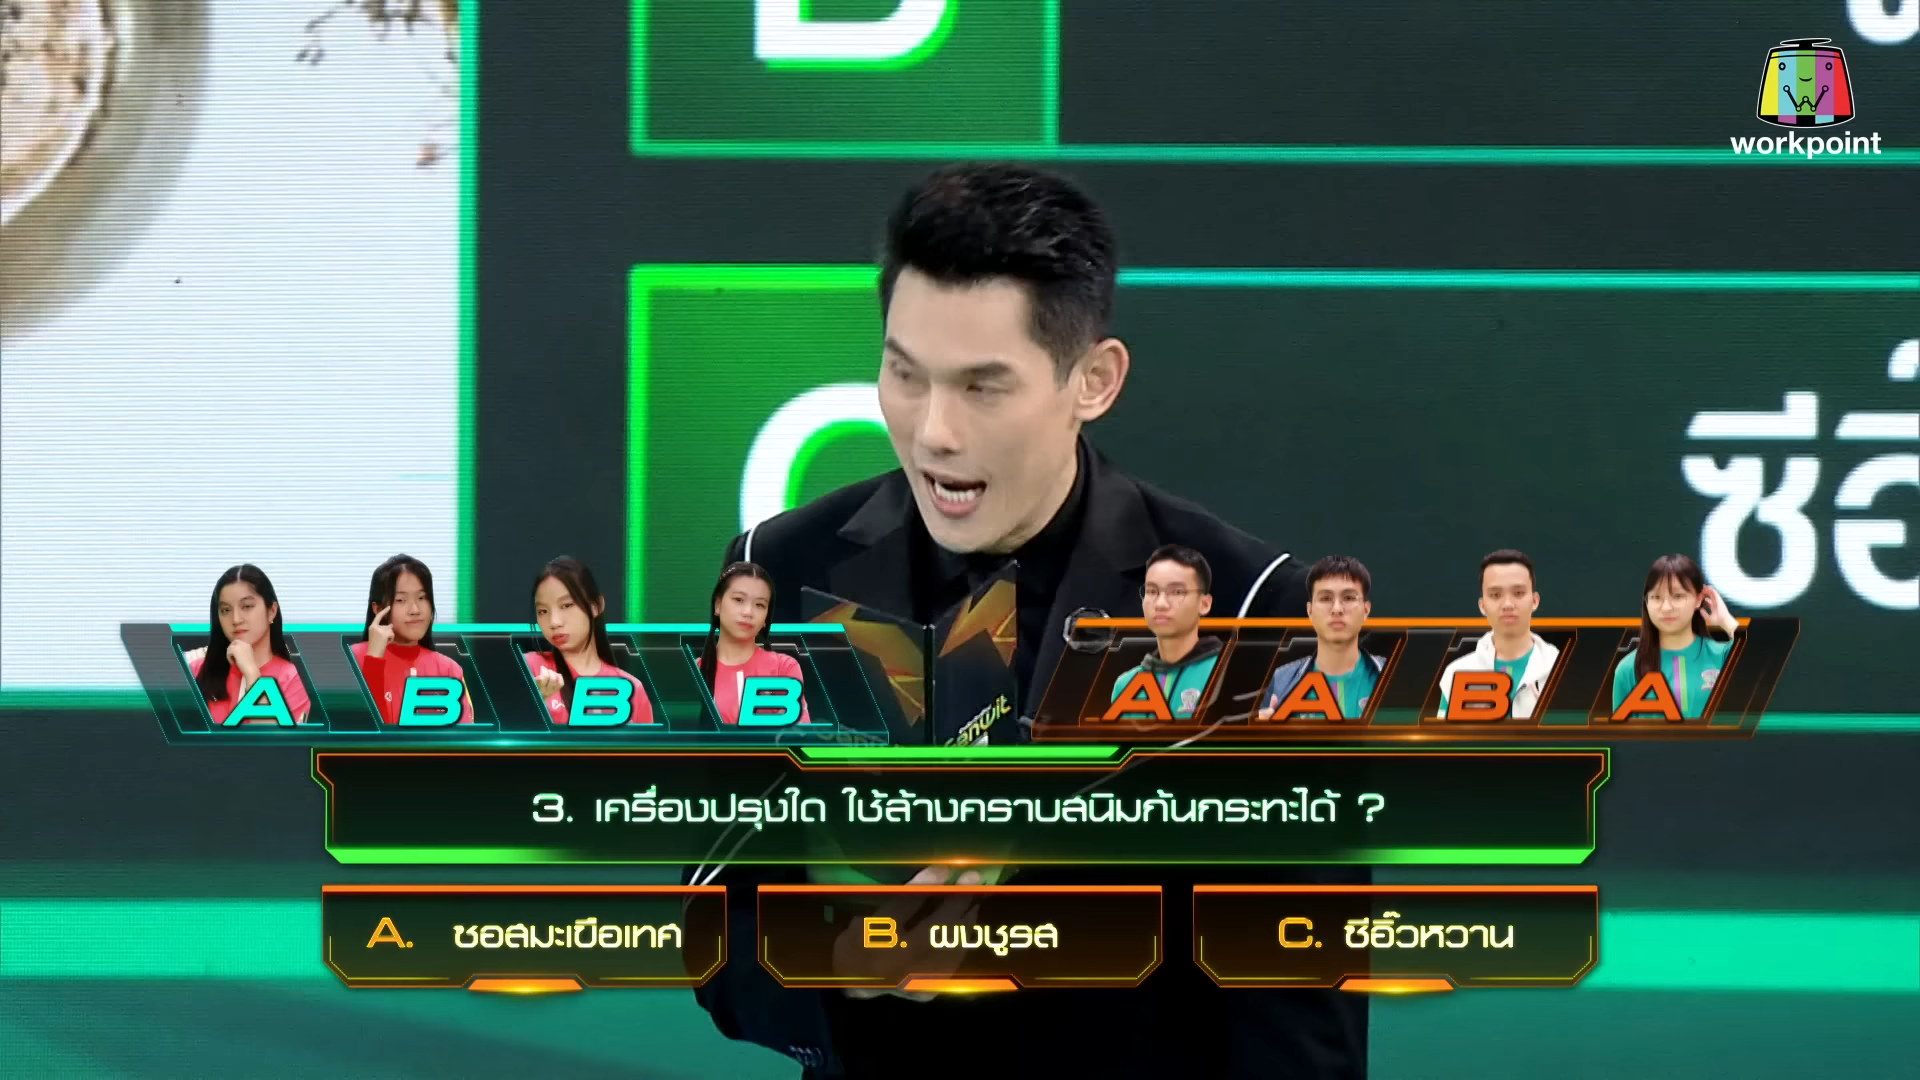 B
workpoint
C
ซีอิ
A B B B
A A B A
3. เครื่องปรุงใด ใช้ล้างคราบสนิมก้นกระทะได้ ?
A. ซอสมะเขือเทศ
B. ผงชูรส
C. ซีอิ๊วหวาน